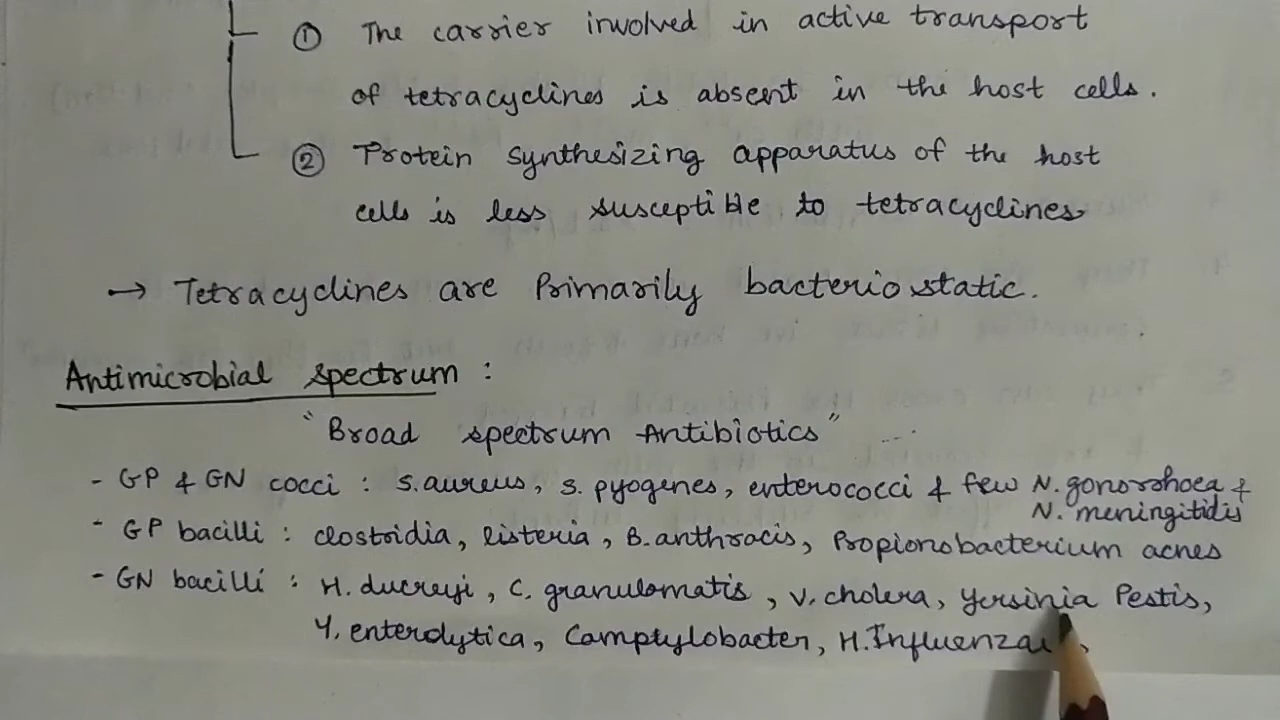 ① The carrier involved in active transport
of tetracyclines is absent in the host cells.
② Protein synthesizing apparatus of the host
cells is less susceptible to tetracyclines
→ Tetracyclines are Primarily bacteriostatic.
Antimicrobial spectrum :
"Broad spectrum Antibiotics"
- GP & GN cocci : S. aureus, S. pyogenes, enterococci & few N. gonorrhoea &
N. meningitidis
- GP bacilli : clostridia, listeria, B. anthracis, Propionobacterium acnes
- GN bacilli : H. ducreyi, C. granulomatis, V. cholera, Yersinia Pestis,
Y. enterolytica, Camptylobacter, H. Influenzai